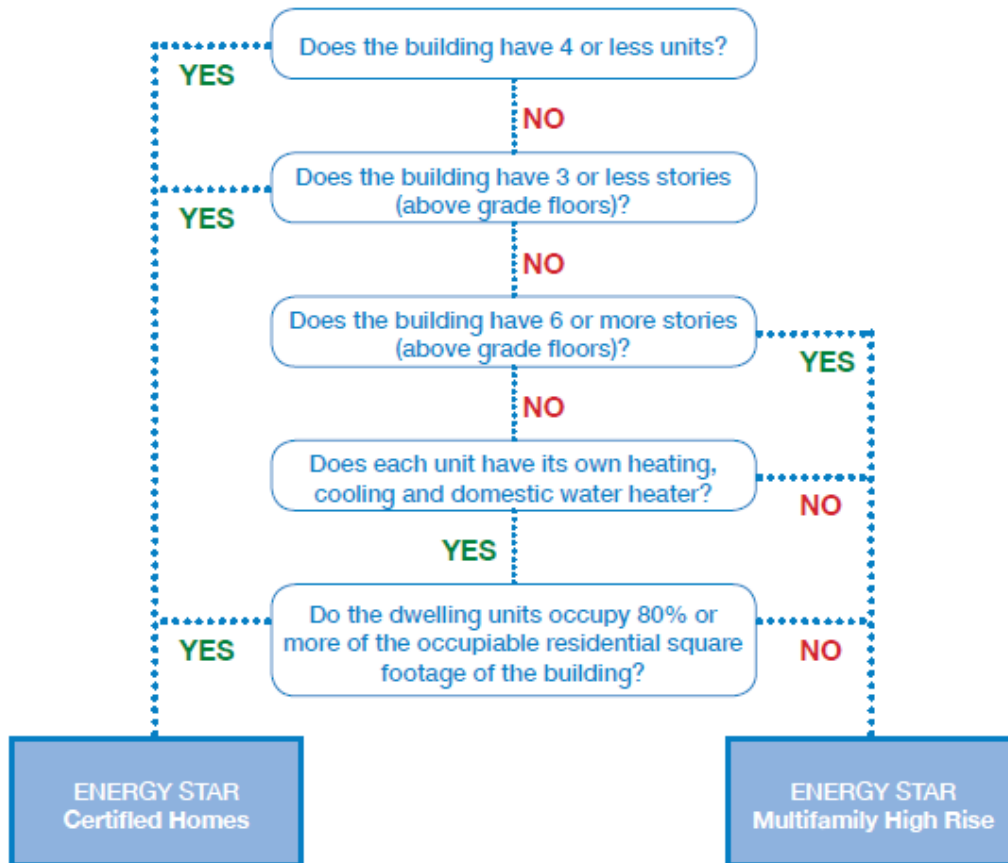 Does the building have 4 or less units?
YES
NO
Does the building have 3 or less stories
(above grade floors)?
YES
NO
Does the building have 6 or more stories
(above grade floors)?
YES
NO
Does each unit have its own heating,
cooling and domestic water heater?
NO
YES
Do the dwelling units occupy 80% or
more of the occupiable residential square
footage of the building?
YES
NO
ENERGY STAR
Certified Homes
ENERGY STAR
Multifamily High Rise